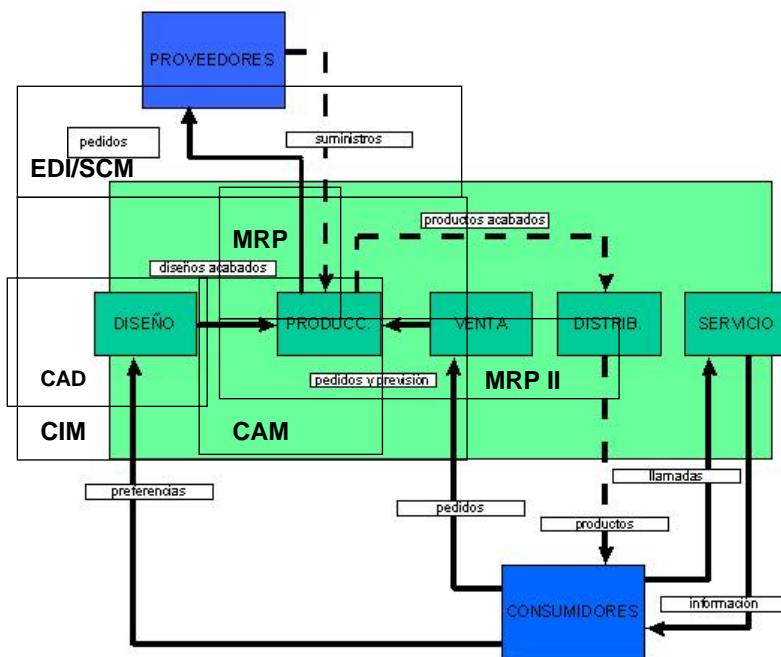 PROVEEDORES
pedidos
suministros
EDI/SCM
productos acabados
MRP
diseños acabados
DISEÑO
PRODUCC.
VENTA
DISTRIB.
SERVICIO
CAD
pedidos y previsión
MRP II
CIM
CAM
llamadas
preferencias
pedidos
productos
CONSUMIDORES
información